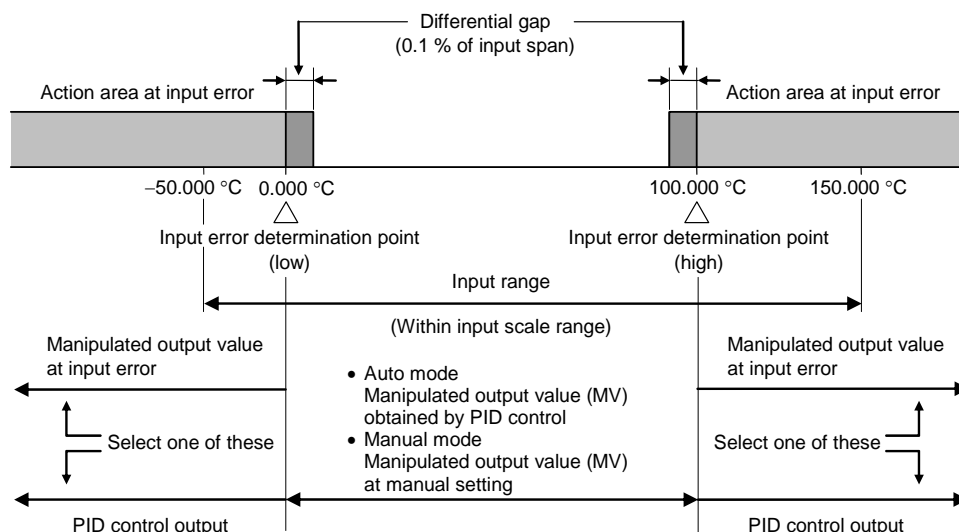 Differential gap
(0.1 % of input span)
Action area at input error
Action area at input error
−50.000 °C
0.000 °C
100.000 °C
150.000 °C
Input error determination point
(low)
Input error determination point
(high)
Input range
(Within input scale range)
Manipulated output value
at input error
Manipulated output value
at input error
• Auto mode
Manipulated output value (MV)
obtained by PID control
• Manual mode
Manipulated output value (MV)
at manual setting
Select one of these
Select one of these
PID control output
PID control output